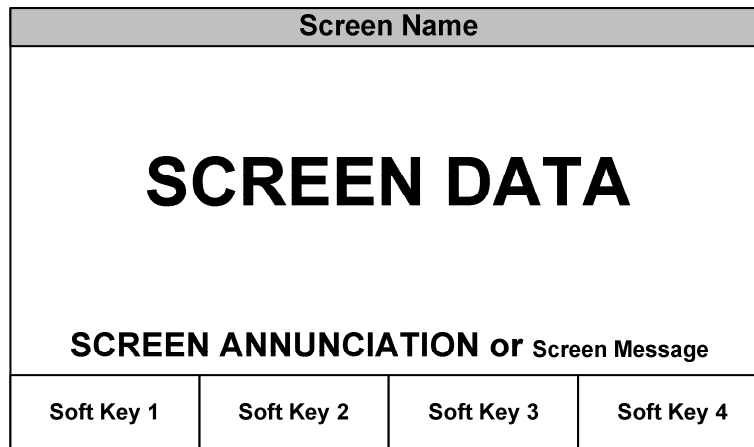 Screen Name
SCREEN DATA
SCREEN ANNUNCIATION or Screen Message
Soft Key 1 Soft Key 2 Soft Key 3 Soft Key 4